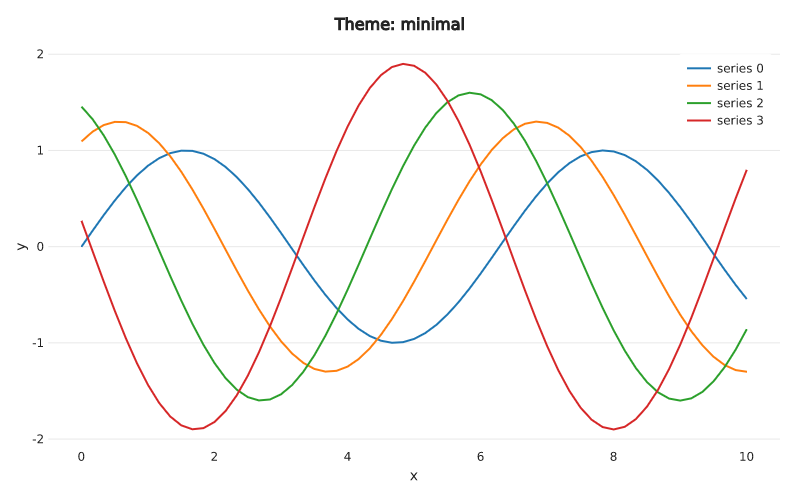 Theme: minimal
2
1
0
-1
-2
y
series 0
series 1
series 2
series 3
0 2 4 6 8 10
x